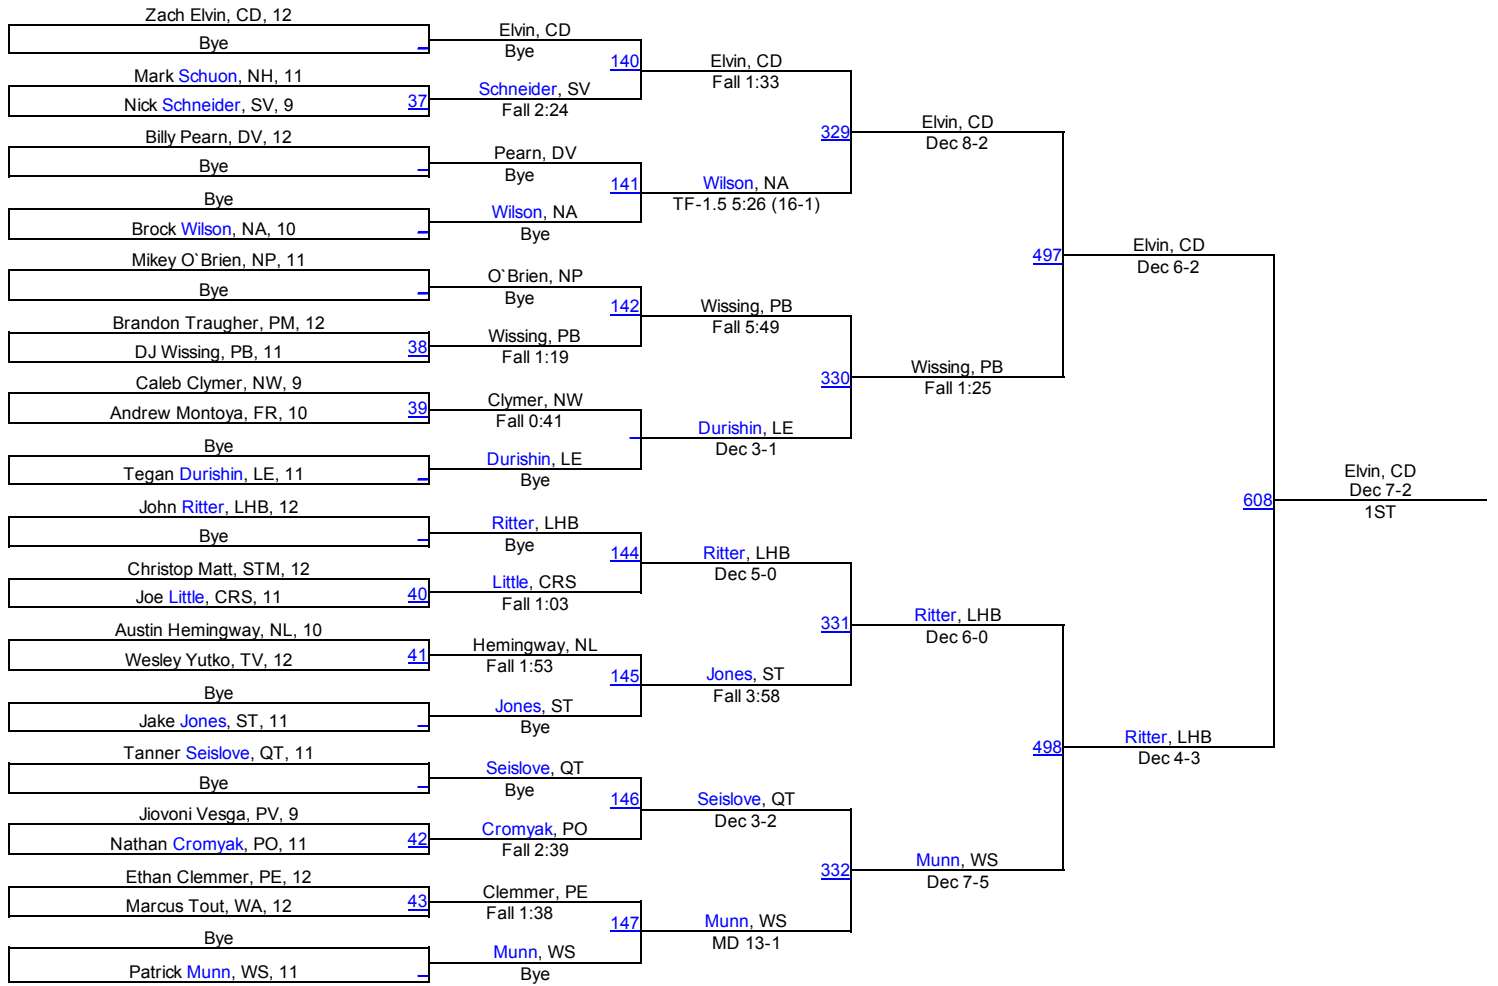 Zach Elvin, CD, 12
Bye
Mark Schuon, NH, 11
Nick Schneider, SV, 9
37
Billy Pearn, DV, 12
Bye
Bye
Brock Wilson, NA, 10
Mikey O`Brien, NP, 11
Bye
Brandon Traugher, PM, 12
DJ Wissing, PB, 11
38
Caleb Clymer, NW, 9
Andrew Montoya, FR, 10
39
Bye
Tegan Durishin, LE, 11
John Ritter, LHB, 12
Bye
Christop Matt, STM, 12
Joe Little, CRS, 11
40
Austin Hemingway, NL, 10
Wesley Yutko, TV, 12
41
Bye
Jake Jones, ST, 11
Tanner Seislove, QT, 11
Bye
Jiovoni Vesga, PV, 9
Nathan Cromyak, PO, 11
42
Ethan Clemmer, PE, 12
Marcus Tout, WA, 12
43
Bye
Patrick Munn, WS, 11
Elvin, CD
Bye
140
Schneider, SV
Fall 2:24
Pearn, DV
Bye
141
Wilson, NA
Bye
O`Brien, NP
Bye
142
Wissing, PB
Fall 1:19
Clymer, NW
Fall 0:41
Durishin, LE
Bye
Ritter, LHB
Bye
144
Little, CRS
Fall 1:03
Hemingway, NL
Fall 1:53
145
Jones, ST
Bye
Seislove, QT
Bye
146
Cromyak, PO
Fall 2:39
Clemmer, PE
Fall 1:38
147
Munn, WS
Bye
Elvin, CD
Fall 1:33
329
Wilson, NA
TF-1.5 5:26 (16-1)
Wissing, PB
Fall 5:49
330
Durishin, LE
Dec 3-1
Ritter, LHB
Dec 5-0
331
Jones, ST
Fall 3:58
Seislove, QT
Dec 3-2
332
Munn, WS
MD 13-1
Elvin, CD
Dec 8-2
497
Wissing, PB
Fall 1:25
Ritter, LHB
Dec 6-0
498
Munn, WS
Dec 7-5
Elvin, CD
Dec 6-2
608
Ritter, LHB
Dec 4-3
Elvin, CD
Dec 7-2
1ST